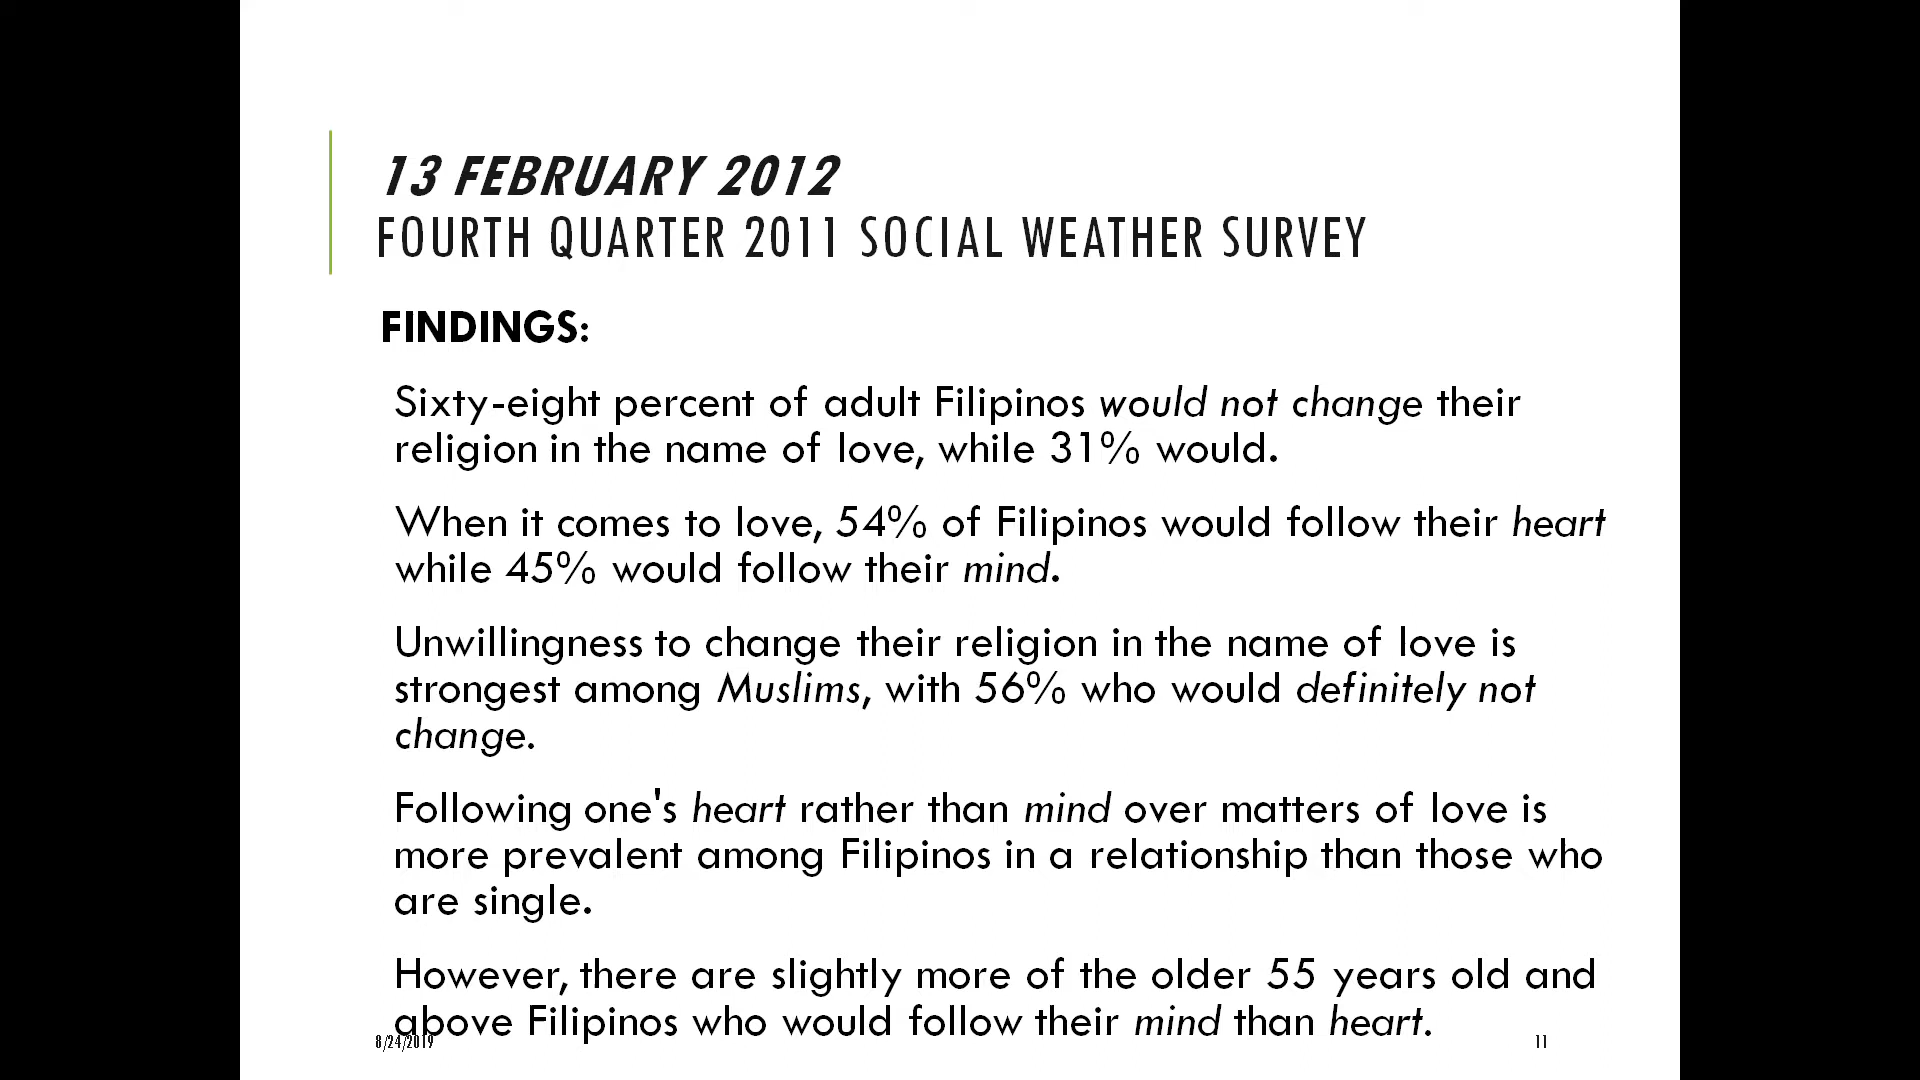 13 FEBRUARY 2012
FOURTH QUARTER 2011 SOCIAL WEATHER SURVEY
FINDINGS:
Sixty-eight percent of adult Filipinos would not change their
religion in the name of love, while 31% would.
When it comes to love, 54% of Filipinos would follow their heart
while 45% would follow their mind.
Unwillingness to change their religion in the name of love is
strongest among Muslims, with 56% who would definitely not
change.
Following one's heart rather than mind over matters of love is
more prevalent among Filipinos in a relationship than those who
are single.
However, there are slightly more of the older 55 years old and
above Filipinos who would follow their mind than heart.
8/24/2019
11